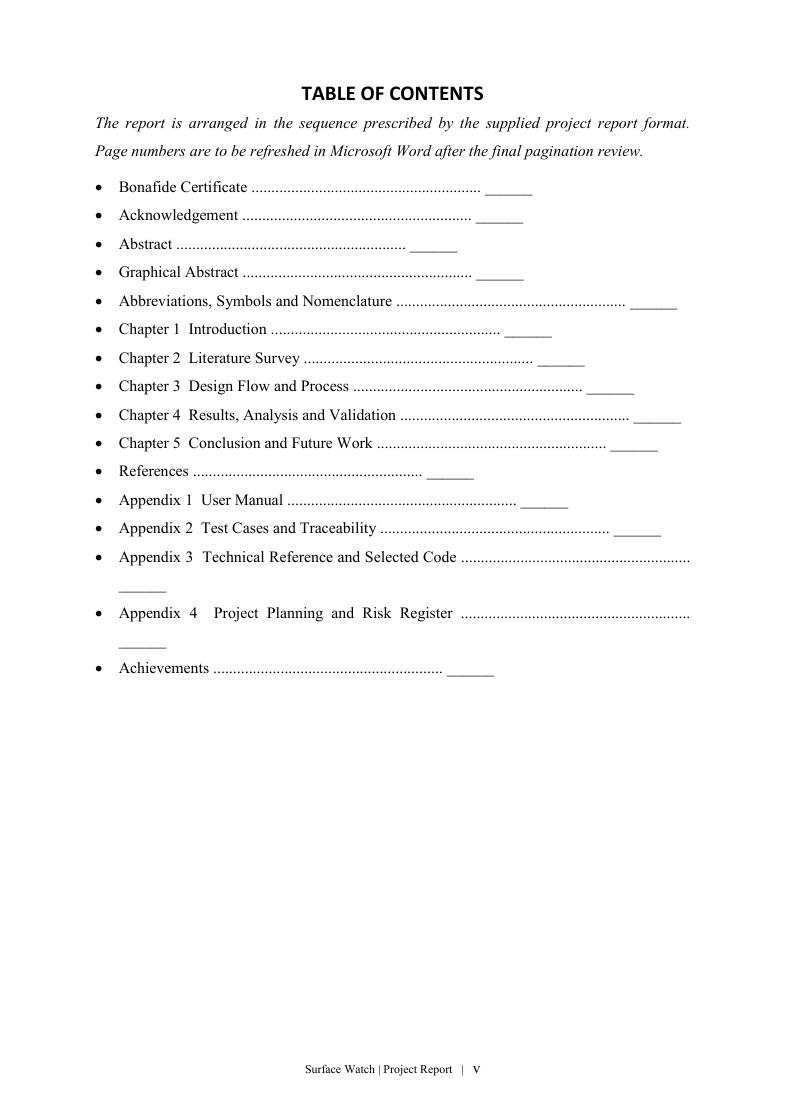 TABLE OF CONTENTS
The report is arranged in the sequence prescribed by the supplied project report format.
Page numbers are to be refreshed in Microsoft Word after the final pagination review.
• Bonafide Certificate .......................................................... ______
• Acknowledgement .......................................................... ______
• Abstract .......................................................... ______
• Graphical Abstract .......................................................... ______
• Abbreviations, Symbols and Nomenclature .......................................................... ______
• Chapter 1  Introduction .......................................................... ______
• Chapter 2  Literature Survey .......................................................... ______
• Chapter 3  Design Flow and Process .......................................................... ______
• Chapter 4  Results, Analysis and Validation .......................................................... ______
• Chapter 5  Conclusion and Future Work .......................................................... ______
• References .......................................................... ______
• Appendix 1  User Manual .......................................................... ______
• Appendix 2  Test Cases and Traceability .......................................................... ______
• Appendix 3  Technical Reference and Selected Code ..........................................................
______
• Appendix 4  Project Planning and Risk Register ..........................................................
______
• Achievements .......................................................... ______
Surface Watch | Project Report | v